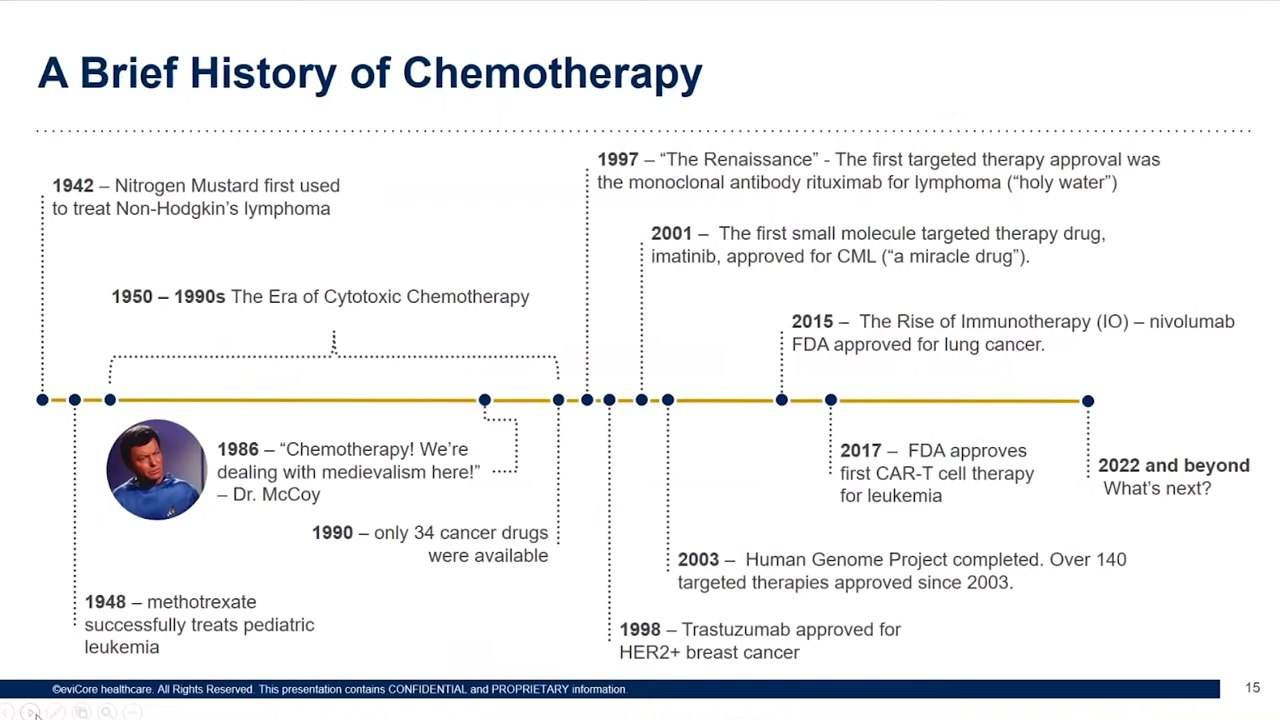 A Brief History of Chemotherapy
1942 – Nitrogen Mustard first used
to treat Non-Hodgkin’s lymphoma
1950 – 1990s The Era of Cytotoxic Chemotherapy
1997 – “The Renaissance” - The first targeted therapy approval was
the monoclonal antibody rituximab for lymphoma (“holy water”)
2001 – The first small molecule targeted therapy drug,
imatinib, approved for CML (“a miracle drug”).
2015 – The Rise of Immunotherapy (IO) – nivolumab
FDA approved for lung cancer.
1986 – “Chemotherapy! We’re
dealing with medievalism here!”
– Dr. McCoy
1990 – only 34 cancer drugs
were available
1948 – methotrexate
successfully treats pediatric
leukemia
2017 – FDA approves
first CAR-T cell therapy
for leukemia
2022 and beyond
What’s next?
2003 – Human Genome Project completed. Over 140
targeted therapies approved since 2003.
1998 – Trastuzumab approved for
HER2+ breast cancer
©eviCore healthcare. All Rights Reserved. This presentation contains CONFIDENTIAL and PROPRIETARY information.
15